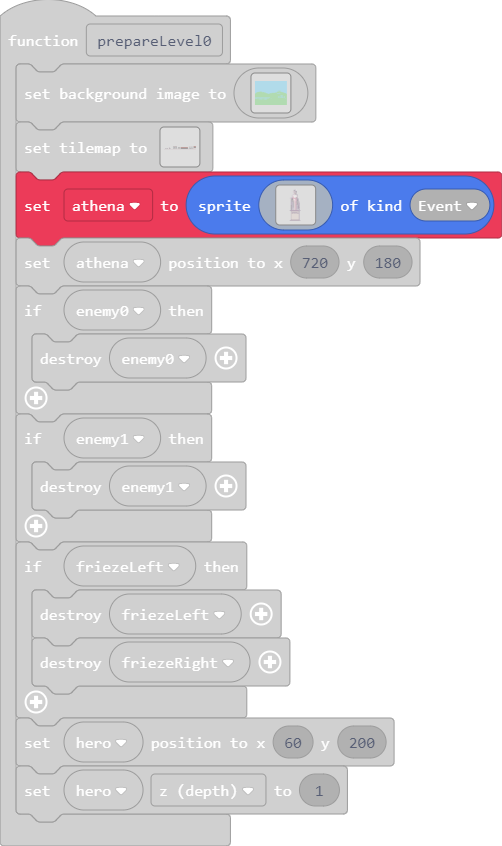 function prepareLevel0
set background image to
set tilemap to
set athena to sprite of kind Event
set athena position to x 720 y 180
if enemy0 then
destroy enemy0
if enemy1 then
destroy enemy1
if friezeLeft then
destroy friezeLeft
destroy friezeRight
set hero position to x 60 y 200
set hero z (depth) to 1